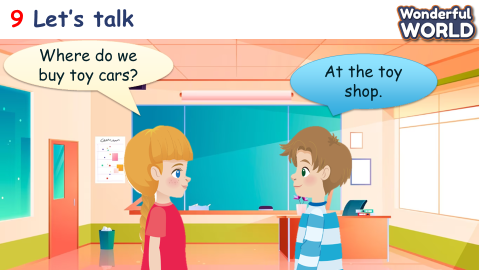 9 Let's talk
Wonderful
WORLD
Where do we
buy toy cars?
At the toy
shop.